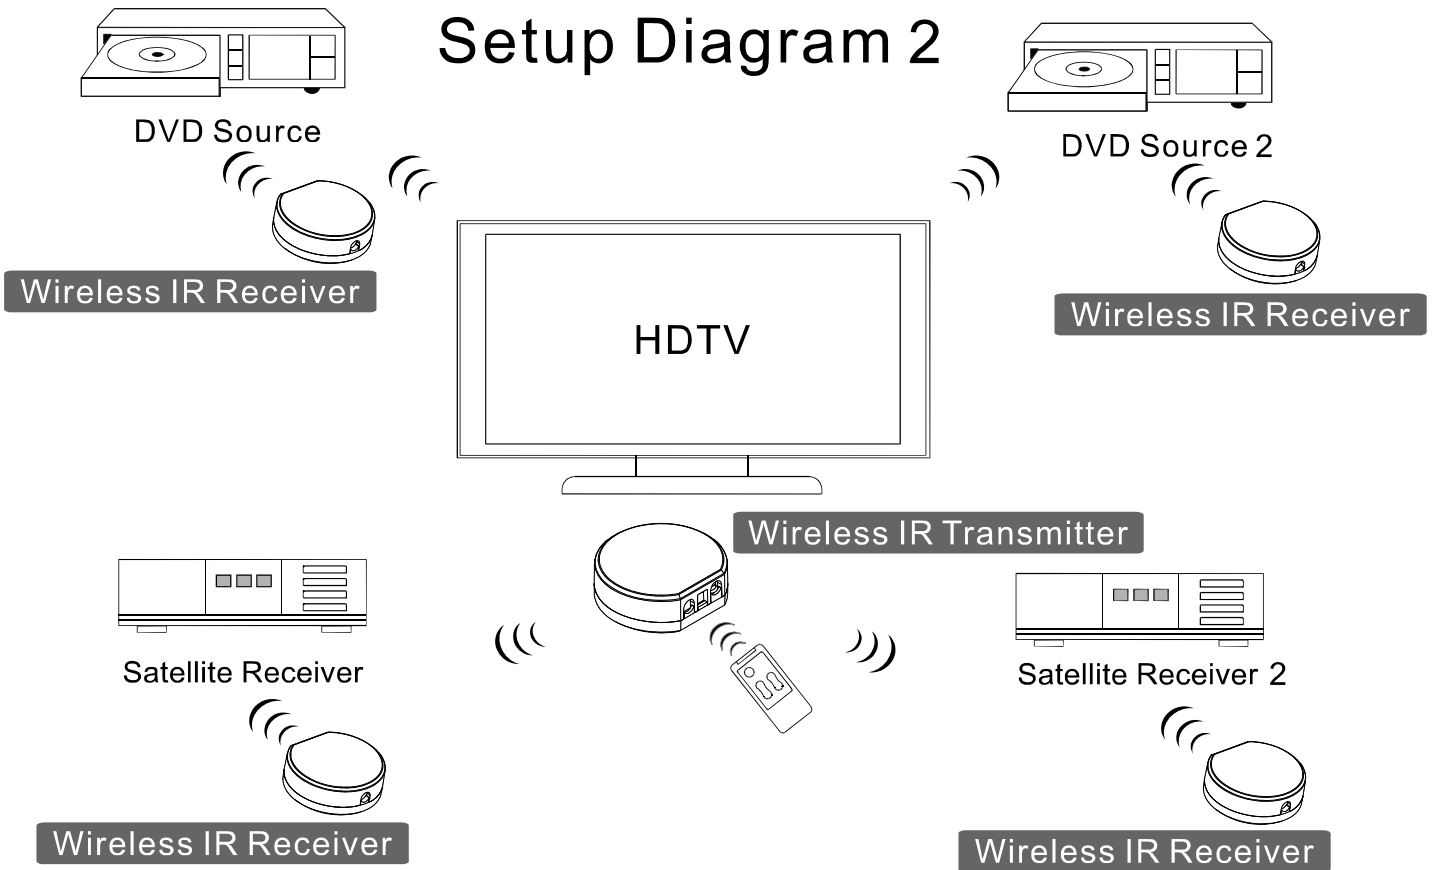 Setup Diagram 2
DVD Source
DVD Source 2
Wireless IR Receiver
Wireless IR Receiver
HDTV
Wireless IR Transmitter
Satellite Receiver
Satellite Receiver 2
Wireless IR Receiver
Wireless IR Receiver